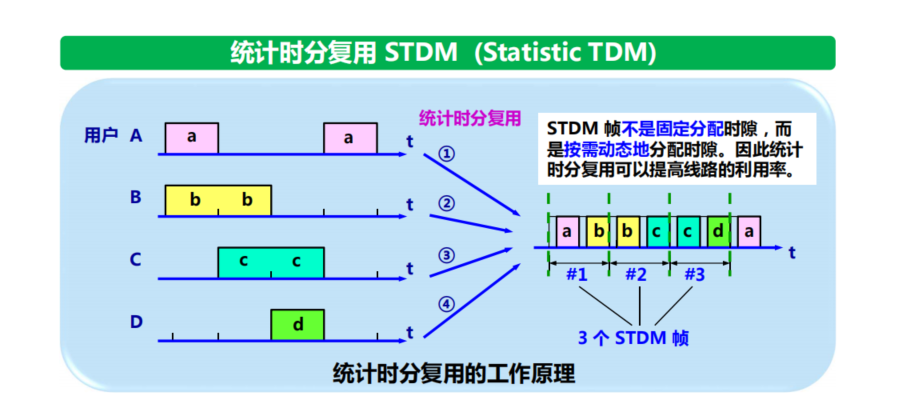 统计时分复用 STDM (Statistic TDM)
用户 A a a t
统计时分复用
①
B b b t
②
C c c t
③
D d t
④
STDM 帧不是固定分配时隙，而
是按需动态地分配时隙。因此统计
时分复用可以提高线路的利用率。
a b b c c d a t
#1 #2 #3
3 个 STDM 帧
统计时分复用的工作原理